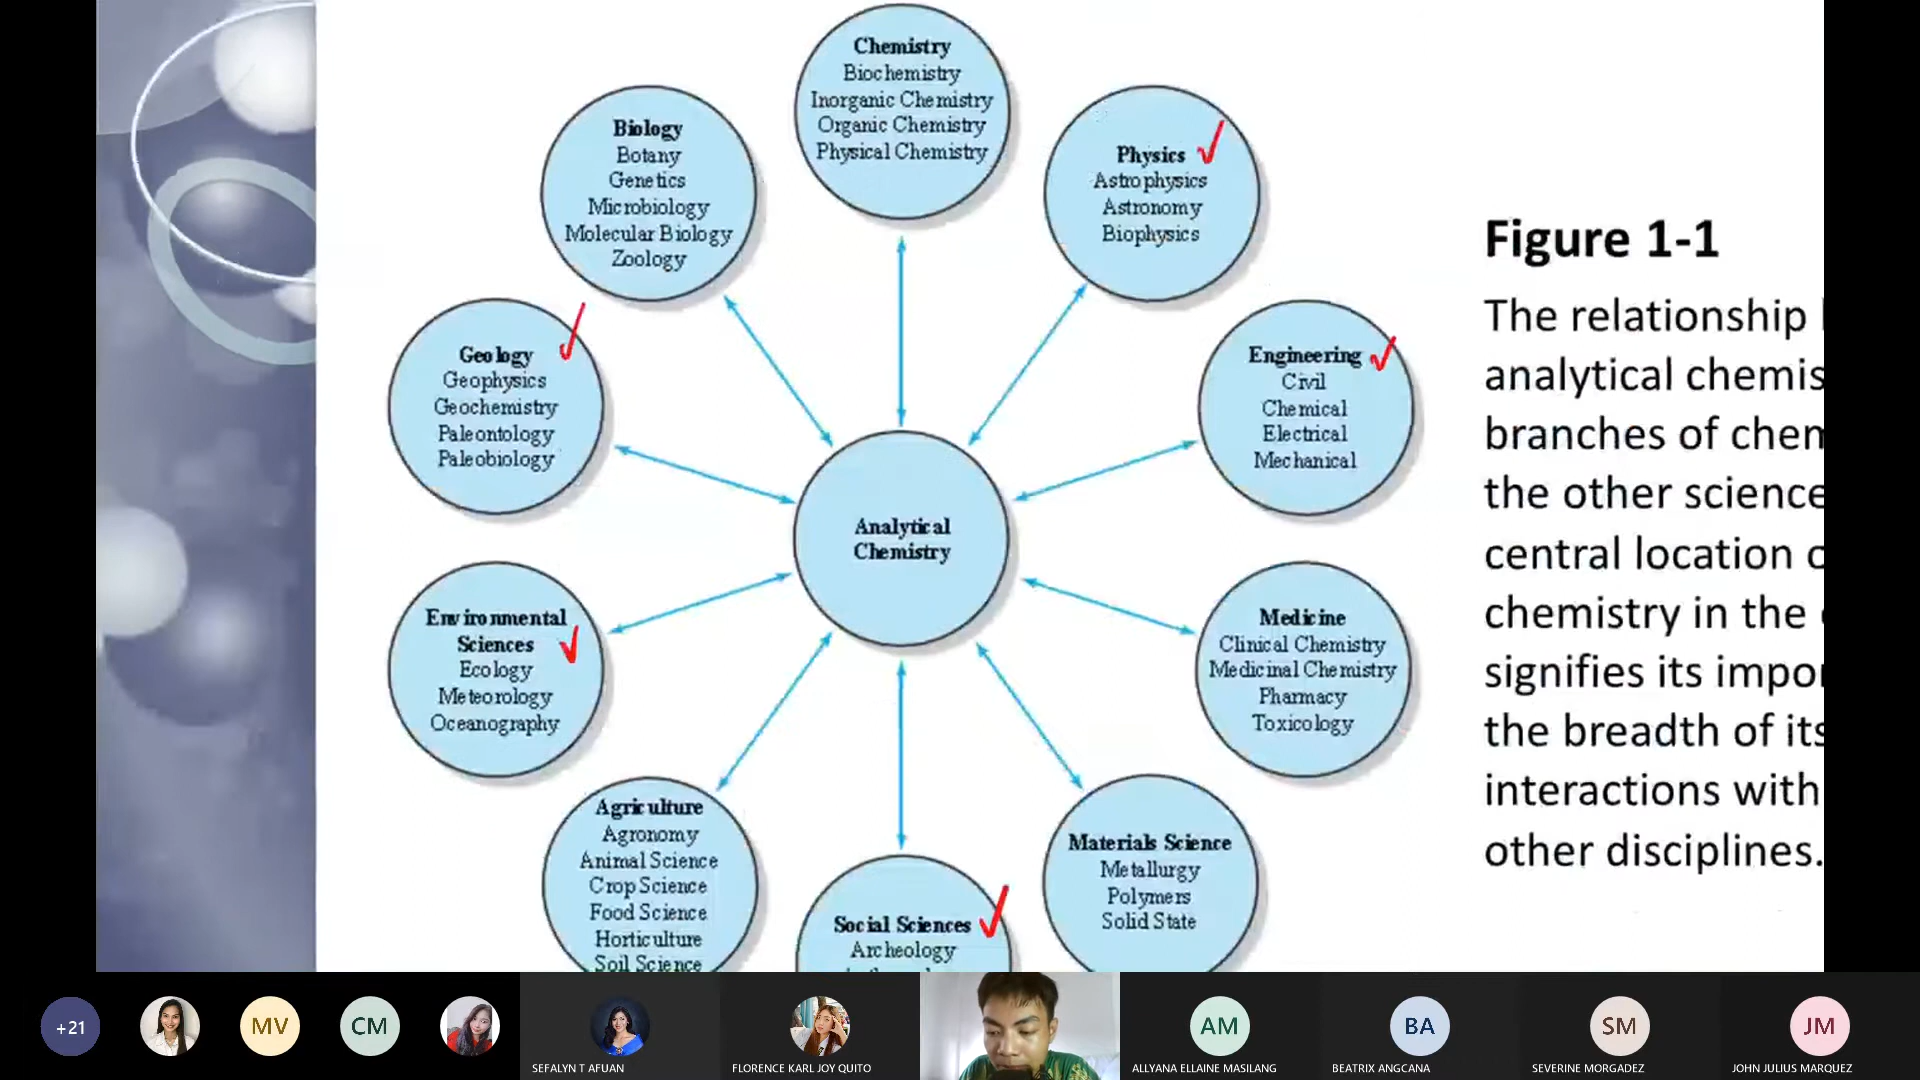 Chemistry
Biochemistry
Inorganic Chemistry
Organic Chemistry
Physical Chemistry
Biology
Botany
Genetics
Microbiology
Molecular Biology
Zoology
Physics
Astrophysics
Astronomy
Biophysics
Geology
Geophysics
Geochemistry
Paleontology
Paleobiology
Engineering
Civil
Chemical
Electrical
Mechanical
Analytical
Chemistry
Environmental
Sciences
Ecology
Meteorology
Oceanography
Medicine
Clinical Chemistry
Medicinal Chemistry
Pharmacy
Toxicology
Agriculture
Agronomy
Animal Science
Crop Science
Food Science
Horticulture
Soil Science
Social Sciences
Archeology
Materials Science
Metallurgy
Polymers
Solid State
Figure 1-1
The relationship
analytical chemis
branches of chem
the other science
central location
chemistry in the
signifies its impo
the breadth of its
interactions with
other disciplines.
+21
MV
CM
SEFALYN T AFUAN
FLORENCE KARL JOY QUITO
AM
ALLYANA ELLAINE MASILANG
BA
BEATRIX ANGCANA
SM
SEVERINE MORGADEZ
JM
JOHN JULIUS MARQUEZ